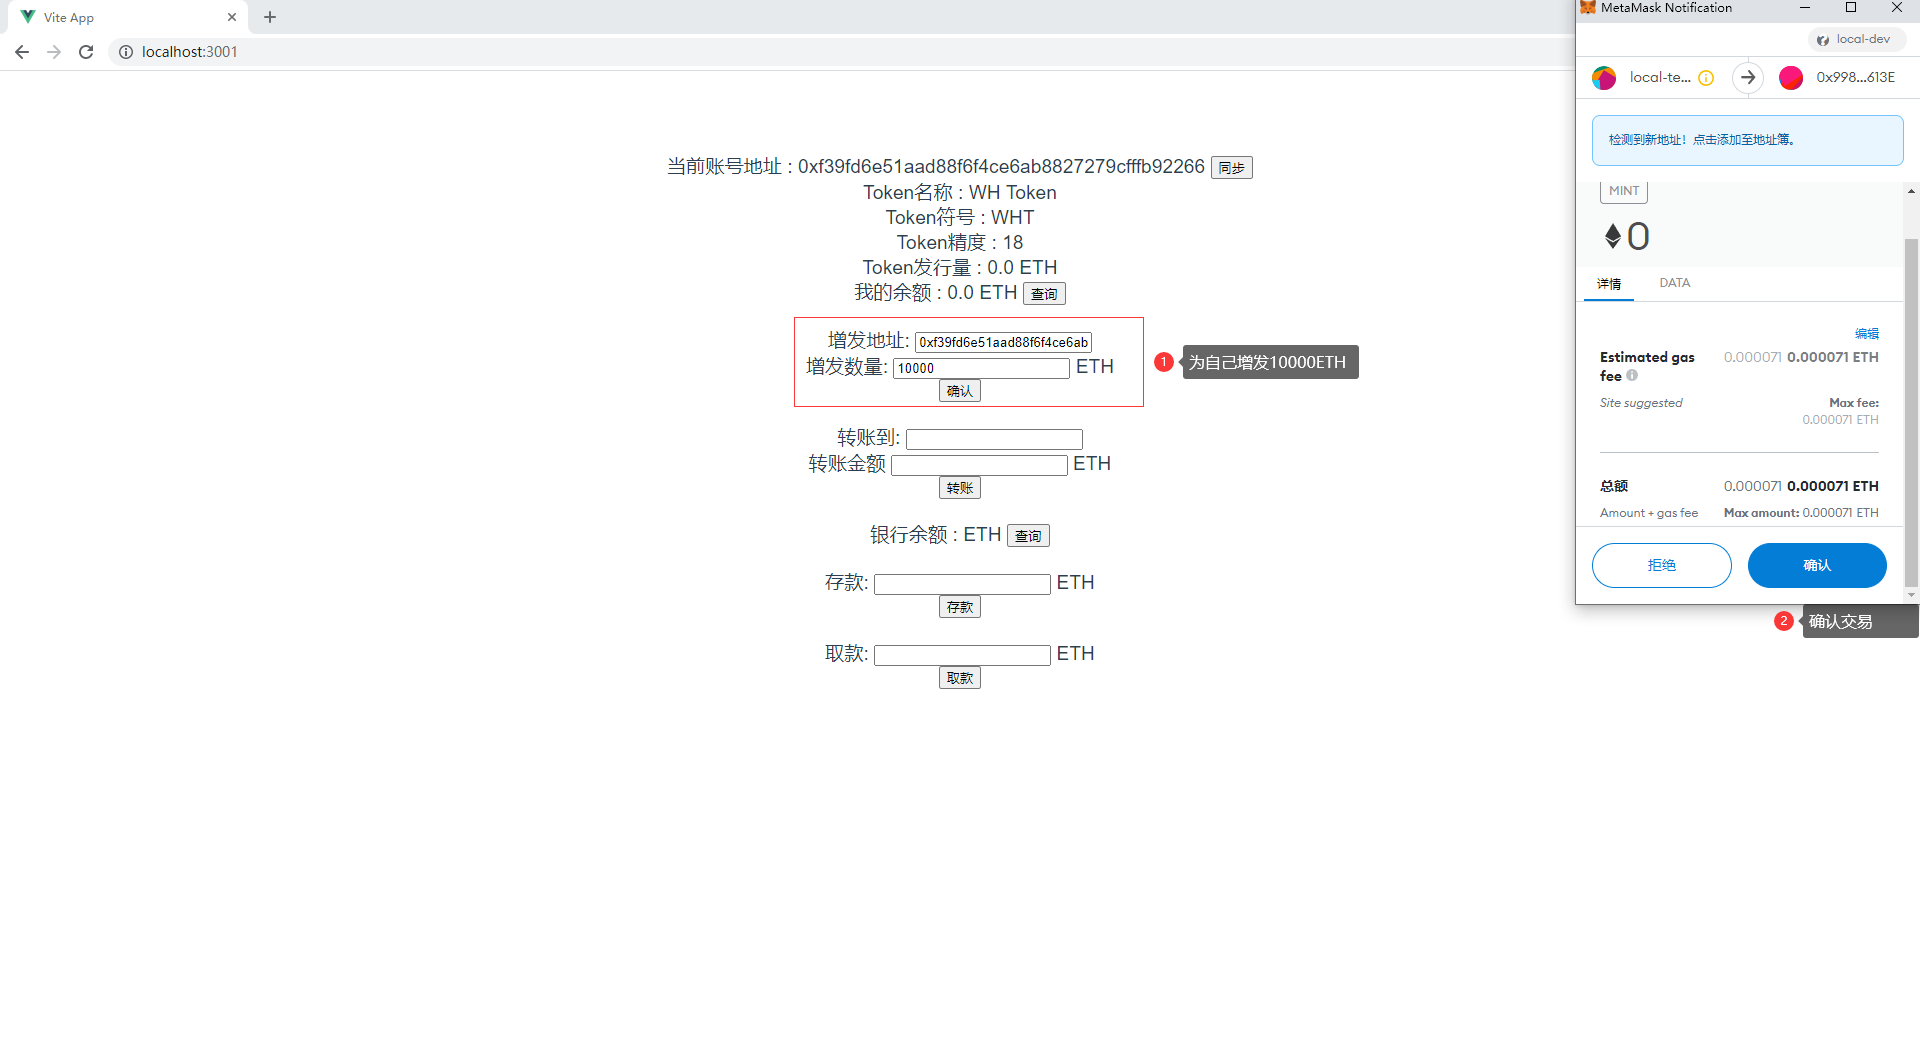 Vite App
localhost:3001
当前账号地址 : 0xf39fd6e51aad88f6f4ce6ab8827279cfffb92266 同步
Token名称 : WH Token
Token符号 : WHT
Token精度 : 18
Token发行量 : 0.0 ETH
我的余额 : 0.0 ETH 查询
增发地址: 0xf39fd6e51aad88f6f4ce6ab
增发数量: 10000 ETH
确认
1 为自己增发10000ETH
转账到:
转账金额 ETH
转账
银行余额 : ETH 查询
存款: ETH
存款
取款: ETH
取款
MetaMask Notification
local-dev
local-te... 0x998...613E
检测到新地址！点击添加至地址簿。
MINT
0
详情 DATA
编辑
Estimated gas fee 0.000071 0.000071 ETH
Site suggested Max fee:
0.000071 ETH
总额 0.000071 0.000071 ETH
Amount + gas fee Max amount: 0.000071 ETH
拒绝 确认
2 确认交易